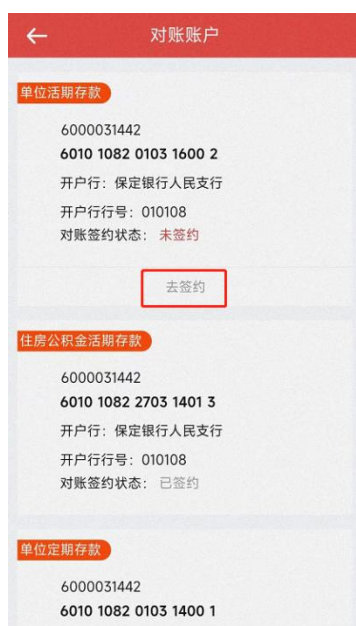 对账账户
单位活期存款
6000031442
6010 1082 0103 1600 2
开户行：保定银行人民支行
开户行行号：010108
对账签约状态：未签约
去签约
住房公积金活期存款
6000031442
6010 1082 2703 1401 3
开户行：保定银行人民支行
开户行行号：010108
对账签约状态：已签约
单位定期存款
6000031442
6010 1082 0103 1400 1